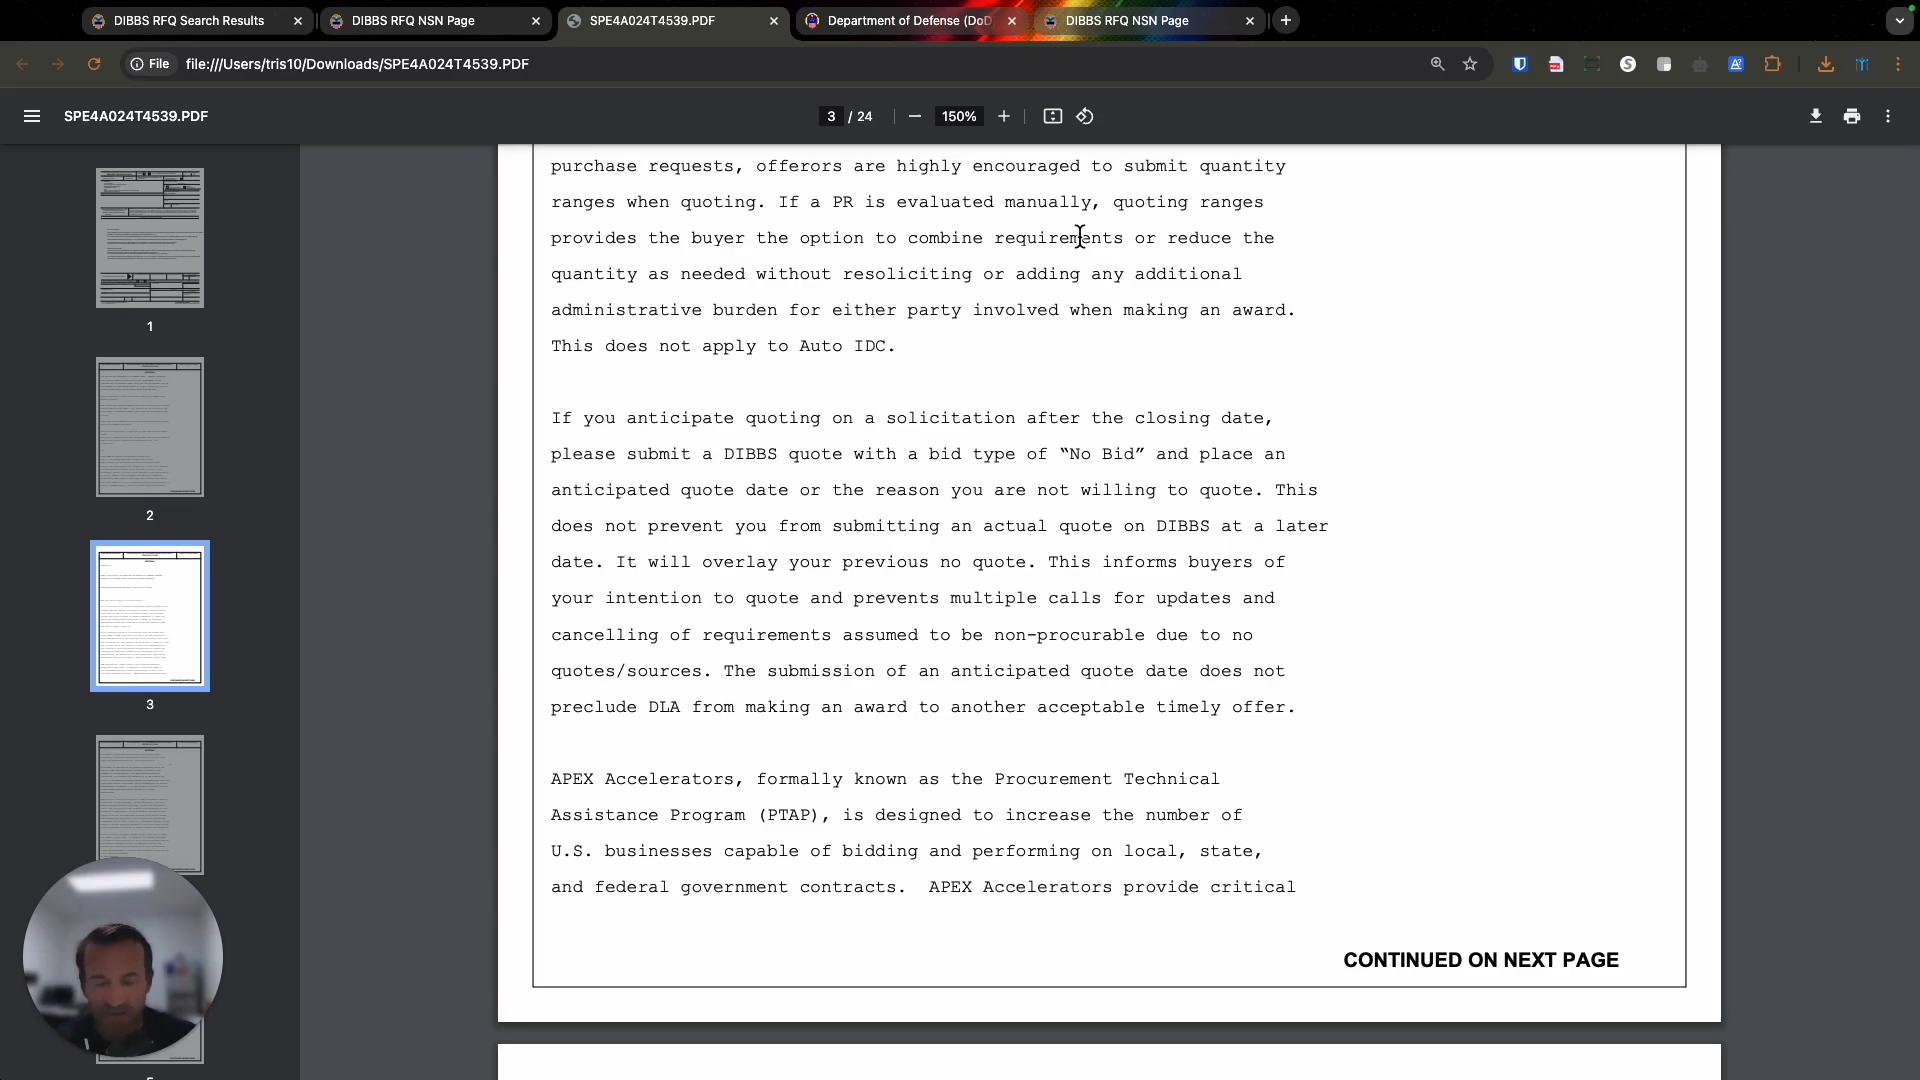 DIBBS RFQ Search Results
DIBBS RFQ NSN Page
SPE4A024T4539.PDF
Department of Defense (DoD
DIBBS RFQ NSN Page
File
file:///Users/tris10/Downloads/SPE4A024T4539.PDF
SPE4A024T4539.PDF
3 / 24
150%
1
2
3
purchase requests, offerors are highly encouraged to submit quantity
ranges when quoting. If a PR is evaluated manually, quoting ranges
provides the buyer the option to combine requirements or reduce the
quantity as needed without resoliciting or adding any additional
administrative burden for either party involved when making an award.
This does not apply to Auto IDC.
If you anticipate quoting on a solicitation after the closing date,
please submit a DIBBS quote with a bid type of “No Bid” and place an
anticipated quote date or the reason you are not willing to quote. This
does not prevent you from submitting an actual quote on DIBBS at a later
date. It will overlay your previous no quote. This informs buyers of
your intention to quote and prevents multiple calls for updates and
cancelling of requirements assumed to be non-procurable due to no
quotes/sources. The submission of an anticipated quote date does not
preclude DLA from making an award to another acceptable timely offer.
APEX Accelerators, formally known as the Procurement Technical
Assistance Program (PTAP), is designed to increase the number of
U.S. businesses capable of bidding and performing on local, state,
and federal government contracts. APEX Accelerators provide critical
CONTINUED ON NEXT PAGE